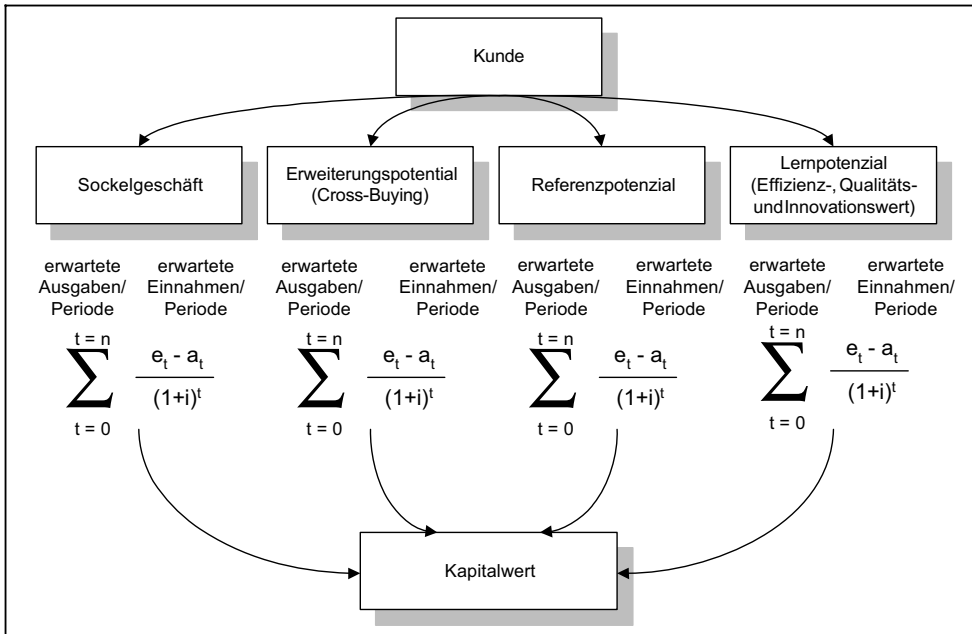 Kunde
Sockelgeschäft
Erweiterungspotential
(Cross-Buying)
Referenzpotenzial
Lernpotenzial
(Effizienz-, Qualitäts-
und Innovationswert)
erwartete
Ausgaben/
Periode
erwartete
Einnahmen/
Periode
erwartete
Ausgaben/
Periode
erwartete
Einnahmen/
Periode
erwartete
Ausgaben/
Periode
erwartete
Einnahmen/
Periode
erwartete
Ausgaben/
Periode
erwartete
Einnahmen/
Periode
t = n
∑
t = 0
e_t - a_t
(1+i)^t
t = n
∑
t = 0
e_t - a_t
(1+i)^t
t = n
∑
t = 0
e_t - a_t
(1+i)^t
t = n
∑
t = 0
e_t - a_t
(1+i)^t
Kapitalwert